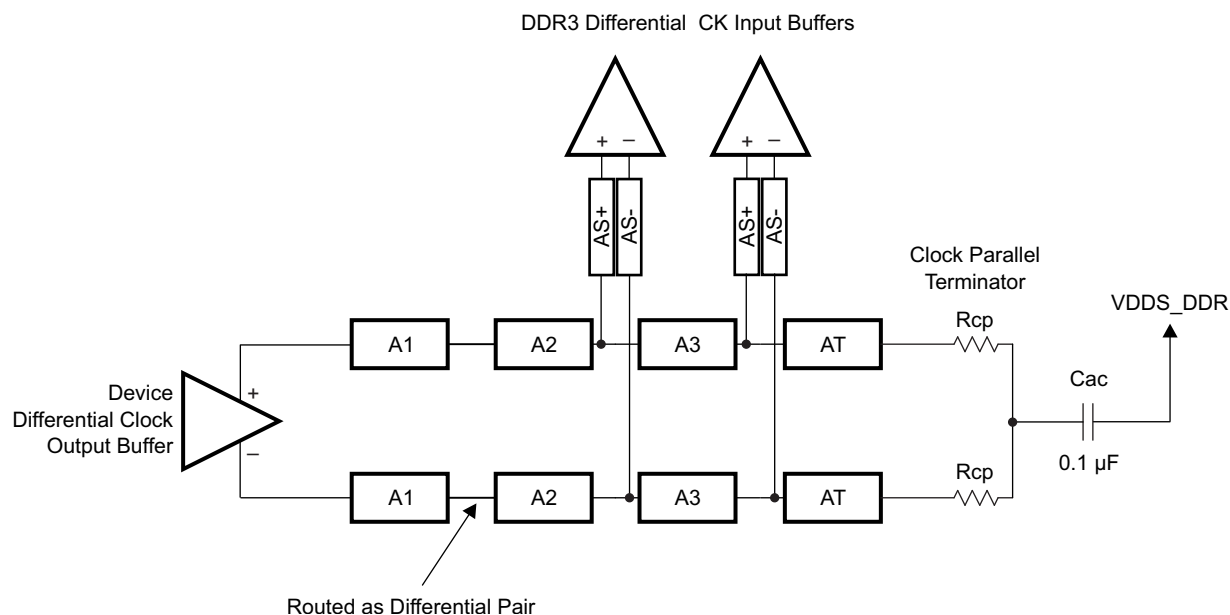 DDR3 Differential CK Input Buffers
+ –
+ –
AS+
AS-
AS+
AS-
Clock Parallel
Terminator
VDDS_DDR
A1
A2
A3
AT
Rcp
Cac
Device
Differential Clock
Output Buffer
+
–
0.1 µF
A1
A2
A3
AT
Rcp
Routed as Differential Pair